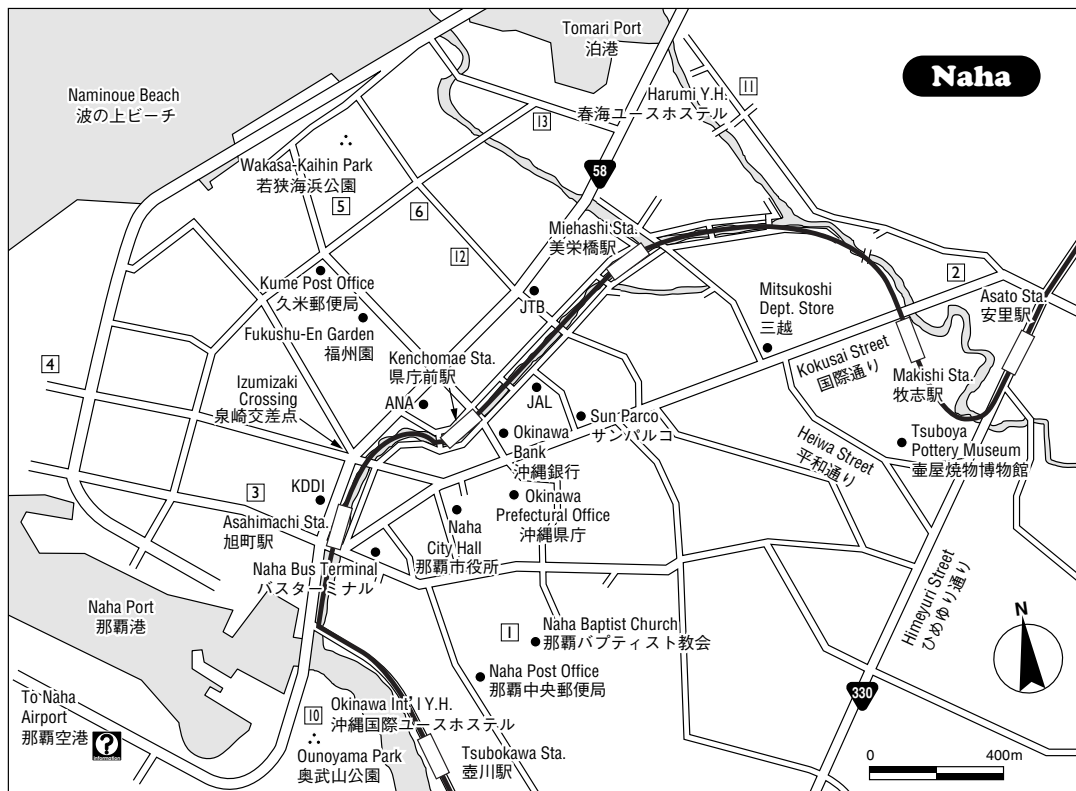 Tomari Port
泊港
Naha
Naminoue Beach
波の上ビーチ
Harumi Y.H.
春海ユースホステル
11
13
Wakasa-Kaihin Park
若狭海浜公園
58
5
6
12
Miehashi Sta.
美栄橋駅
2
Kume Post Office
久米郵便局
JTB
Mitsukoshi
Dept. Store
三越
Asato Sta.
安里駅
Fukushu-En Garden
福州園
Kenchomae Sta.
県庁前駅
Kokusai Street
国際通り
4
Izumizaki
Crossing
泉崎交差点
ANA
JAL
Makishi Sta.
牧志駅
Sun Parco
サンパルコ
Okinawa
Bank
沖縄銀行
Heiwa Street
平和通り
Tsuboya
Pottery Museum
壷屋焼物博物館
KDDI
3
Okinawa
Prefectural Office
沖縄県庁
Asahimachi Sta.
旭町駅
Naha
City Hall
那覇市役所
Naha Bus Terminal
バスターミナル
Naha Port
那覇港
Himeyuri Street
ひめゆり通り
1
Naha Baptist Church
那覇バプティスト教会
N
Naha Post Office
那覇中央郵便局
To Naha
Airport
那覇空港
?
Information
10
Okinawa Int'l Y.H.
沖縄国際ユースホステル
330
Ounoyama Park
奥武山公園
Tsubokawa Sta.
壺川駅
0 400m